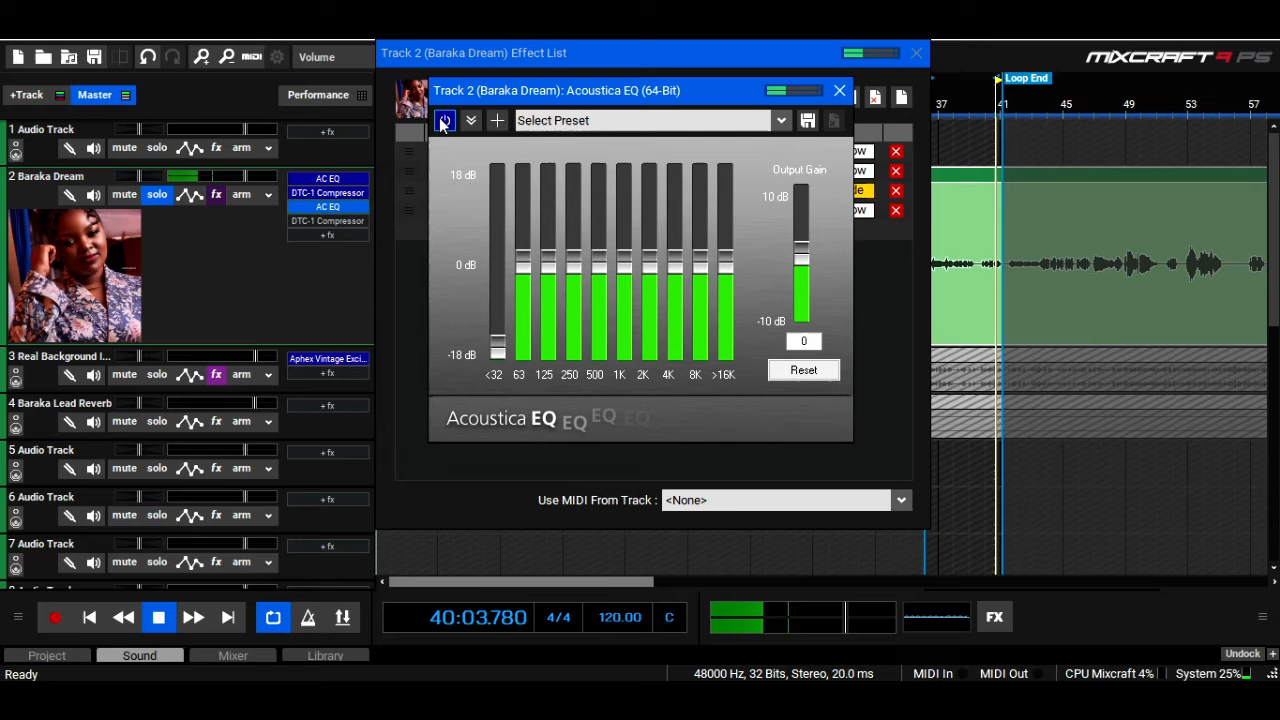 Track 2 (Baraka Dream) Effect List
MIXCRAFT 9 PS
MIDI
Volume
+Track
Master
Performance
Track 2 (Baraka Dream): Acoustica EQ (64-Bit)
Select Preset
Loop End
37 41 45 49 53 57
1 Audio Track
mute solo fx arm
+ fx
2 Baraka Dream
mute solo fx arm
AC EQ
DTC-1 Compressor
AC EQ
DTC-1 Compressor
+ fx
18 dB
0 dB
-18 dB
<32 63 125 250 500 1K 2K 4K 8K >16K
Output Gain
10 dB
-10 dB
0
Reset
Acoustica EQ EQ EQ EQ
3 Real Background I...
mute solo fx arm
Aphex Vintage Exci...
+ fx
4 Baraka Lead Reverb
mute solo fx arm
+ fx
5 Audio Track
mute solo fx arm
+ fx
6 Audio Track
mute solo fx arm
+ fx
7 Audio Track
mute solo fx arm
+ fx
Use MIDI From Track : <None>
40:03.780 4/4 120.00 C
FX
Project Sound Mixer Library
Undock
Ready
48000 Hz, 32 Bits, Stereo, 20.0 ms MIDI In MIDI Out CPU Mixcraft 4% System 25%